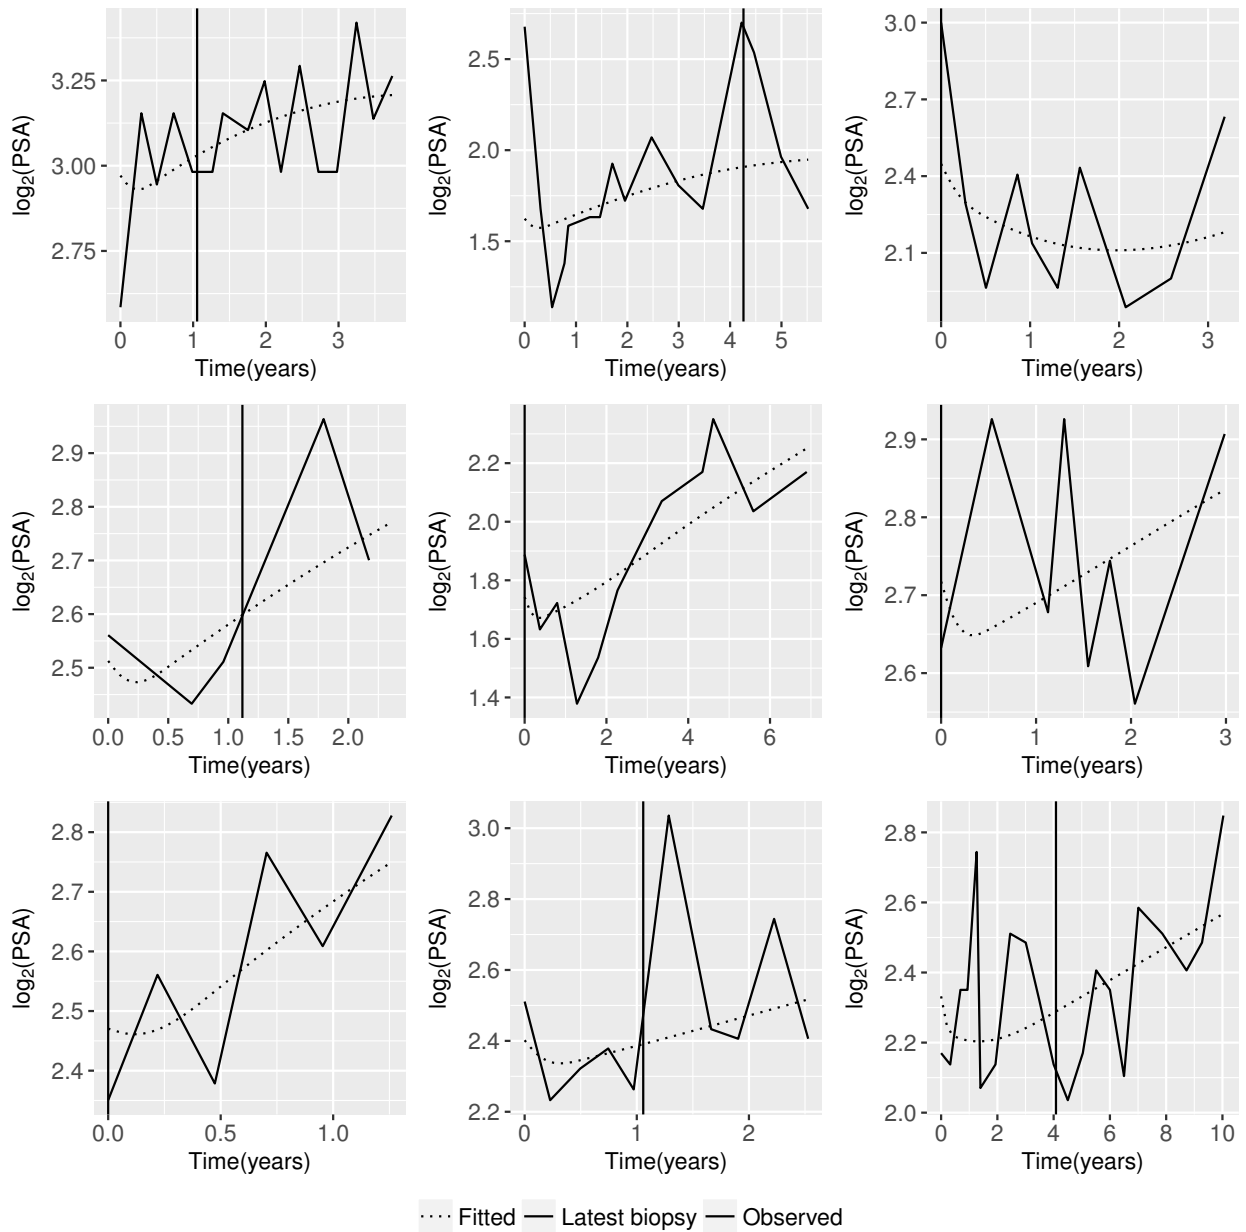 3.25
3.00
2.75
log₂(PSA)
0 1 2 3
Time(years)
2.5
2.0
1.5
log₂(PSA)
0 1 2 3 4 5
Time(years)
3.0
2.7
2.4
2.1
log₂(PSA)
0 1 2 3
Time(years)
2.9
2.8
2.7
2.6
2.5
log₂(PSA)
0.0 0.5 1.0 1.5 2.0
Time(years)
2.2
2.0
1.8
1.6
1.4
log₂(PSA)
0 2 4 6
Time(years)
2.9
2.8
2.7
2.6
log₂(PSA)
0 1 2 3
Time(years)
2.8
2.7
2.6
2.5
2.4
log₂(PSA)
0.0 0.5 1.0
Time(years)
3.0
2.8
2.6
2.4
2.2
log₂(PSA)
0 1 2
Time(years)
2.8
2.6
2.4
2.2
2.0
log₂(PSA)
0 2 4 6 8 10
Time(years)
Fitted Latest biopsy Observed